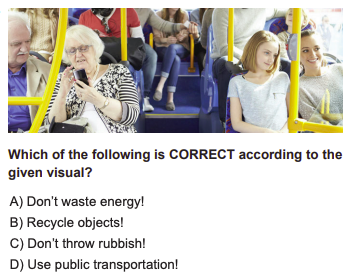 Which of the following is CORRECT according to the
given visual?
A) Don’t waste energy!
B) Recycle objects!
C) Don’t throw rubbish!
D) Use public transportation!